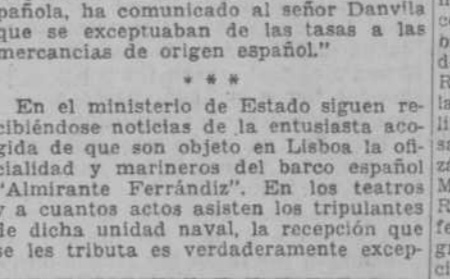 pañola, ha comunicado al señor Danvila
que se exceptuaban de las tasas a las
mercancias de origen español."
* * *
En el ministerio de Estado siguen re-
cibiéndose noticias de la entusiasta aco-
gida de que son objeto en Lisboa la ofi-
cialidad y marineros del barco español
"Almirante Ferrándiz". En los teatros
y a cuantos actos asisten los tripulantes
de dicha unidad naval, la recepción que
se les tributa es verdaderamente excep-